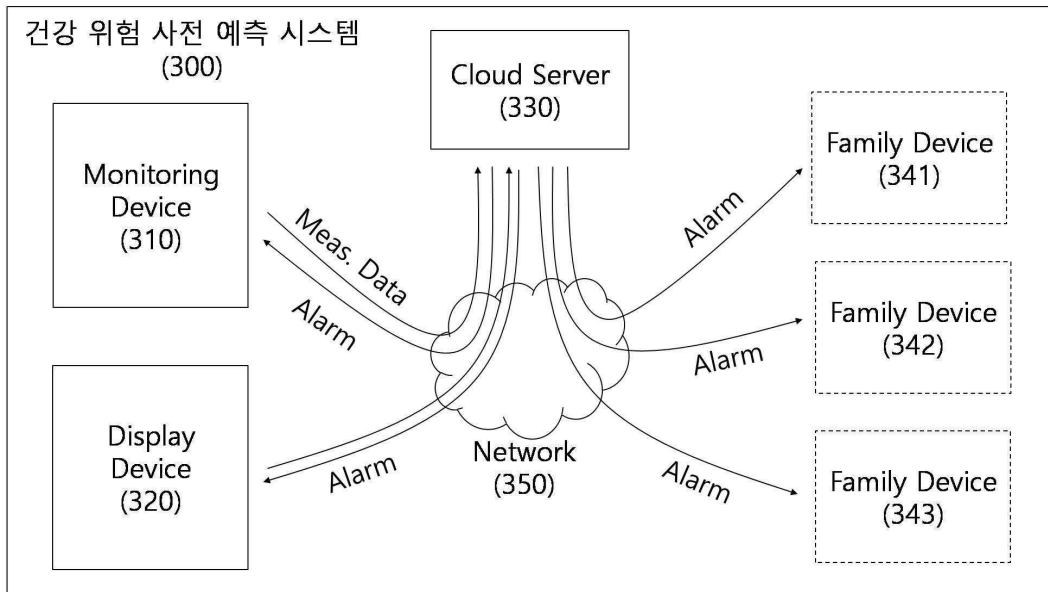 건강 위험 사전 예측 시스템
(300)
Cloud Server
(330)
Monitoring
Device
(310)
Meas. Data
Alarm
Display
Device
(320)
Alarm
Network
(350)
Alarm
Family Device
(341)
Alarm
Family Device
(342)
Alarm
Family Device
(343)